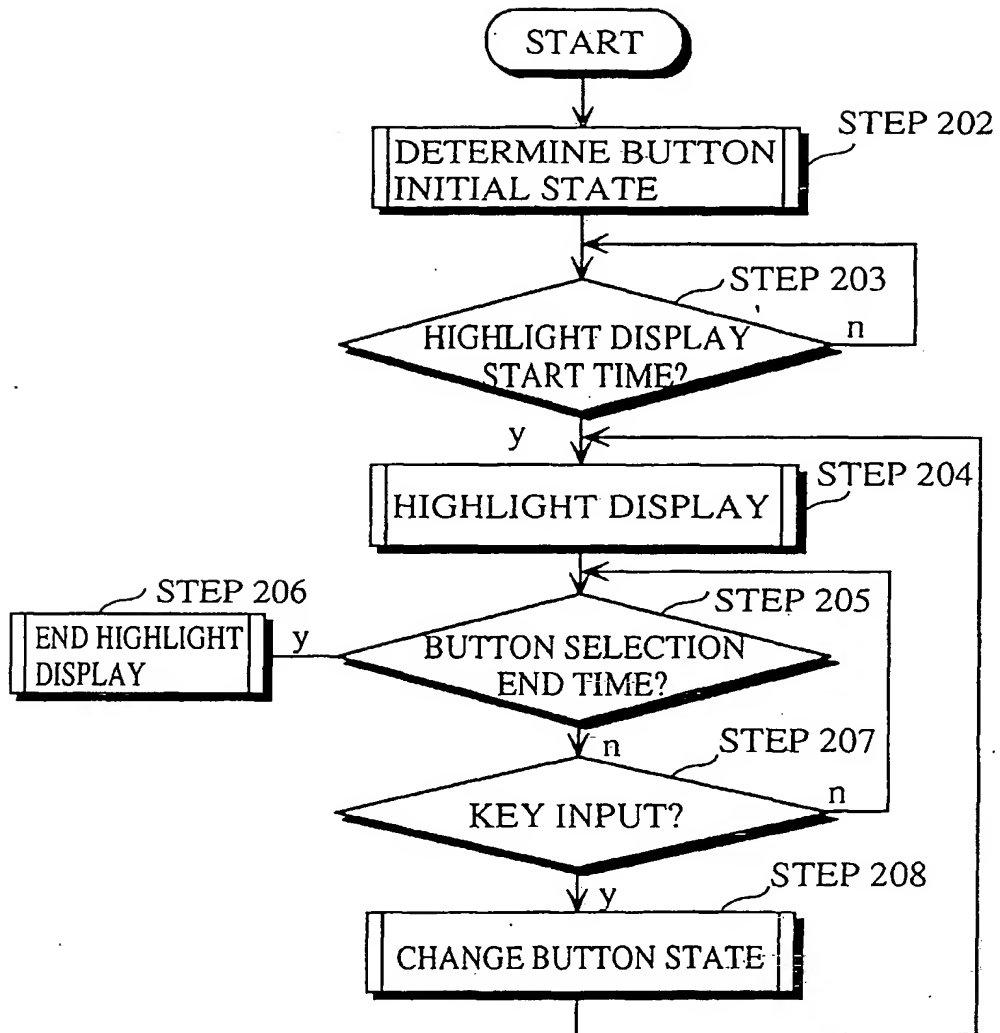 START
STEP 202
DETERMINE BUTTON
INITIAL STATE
STEP 203
HIGHLIGHT DISPLAY
START TIME?
n
y
STEP 204
HIGHLIGHT DISPLAY
STEP 206
END HIGHLIGHT
DISPLAY
y
STEP 205
BUTTON SELECTION
END TIME?
n
STEP 207
KEY INPUT?
n
y
STEP 208
CHANGE BUTTON STATE